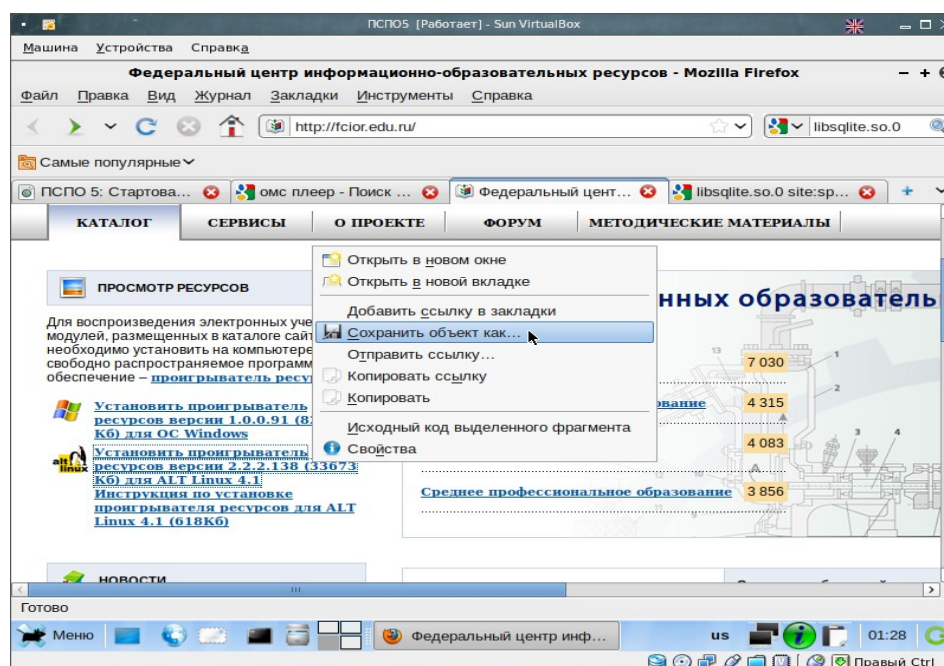 ПСПО5 [Работает] - Sun VirtualBox
Машина Устройства Справка
Федеральный центр информационно-образовательных ресурсов - Mozilla Firefox
Файл Правка Вид Журнал Закладки Инструменты Справка
http://fcior.edu.ru/ libsqlite.so.0
Самые популярные
ПСПО 5: Стартова... омс плеер - Поиск ... Федеральный цент... libsqlite.so.0 site:sp...
КАТАЛОГ СЕРВИСЫ О ПРОЕКТЕ ФОРУМ МЕТОДИЧЕСКИЕ МАТЕРИАЛЫ
ПРОСМОТР РЕСУРСОВ
Для воспроизведения электронных уче
модулей, размещенных в каталоге сай
необходимо установить на компьютере
свободно распространяемое програм
обеспечение – проигрыватель ресу
Установить проигрыватель
ресурсов версии 1.0.0.91 (8
Кб) для ОС Windows
alt linux
Установить проигрыватель
ресурсов версии 2.2.2.138 (33673
Кб) для ALT Linux 4.1
Инструкция по установке
проигрывателя ресурсов для ALT
Linux 4.1 (618Кб)
Открыть в новом окне
Открыть в новой вкладке
Добавить ссылку в закладки
Сохранить объект как...
Отправить ссылку...
Копировать ссылку
Копировать
Исходный код выделенного фрагмента
Свойства
нных образователь
7 030
ование 4 315
4 083
Среднее профессиональное образование 3 856
НОВОСТИ
Готово
Меню Федеральный центр инф... us 01:28
Правый Ctrl